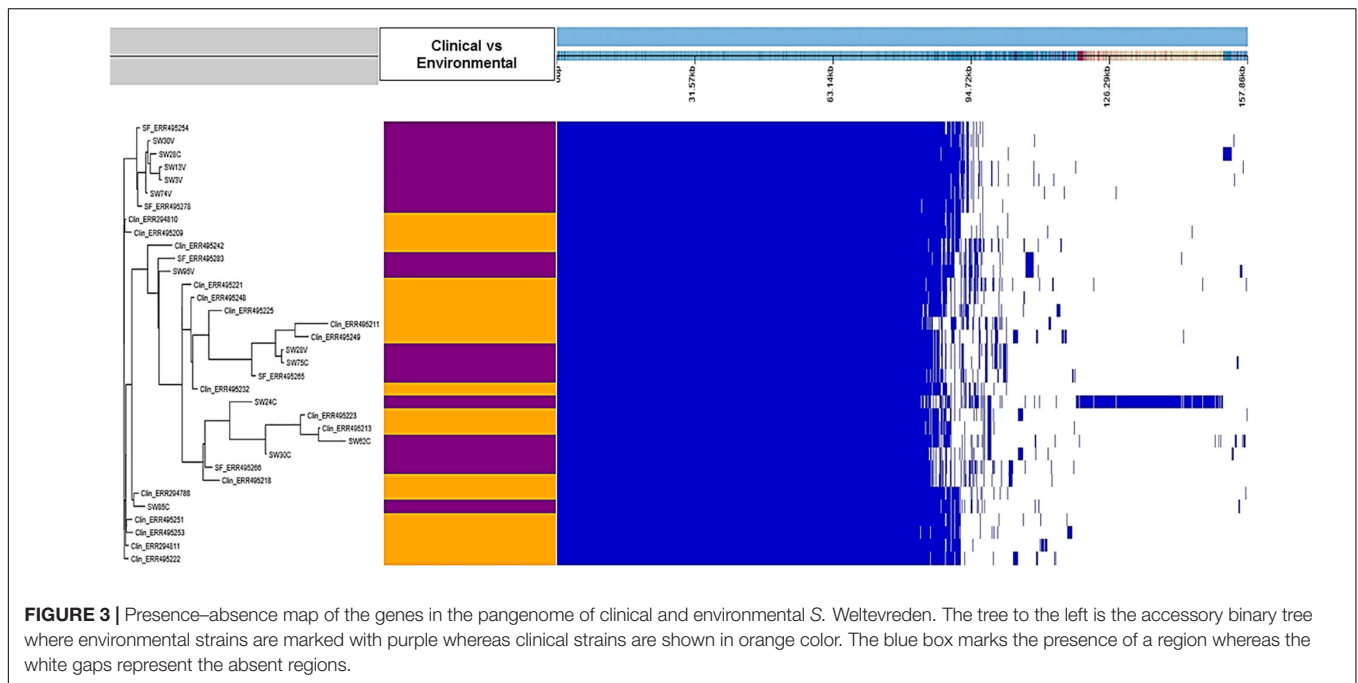 Clinical vs
Environmental
31.57kb
63.14kb
94.72kb
126.29kb
157.86kb
SF_ERR495254
SW30V
SW28C
SW13V
SW3V
SW74V
SF_ERR495278
Clin_ERR294810
Clin_ERR495209
Clin_ERR495242
SF_ERR495283
SW95V
Clin_ERR495221
Clin_ERR495248
Clin_ERR495225
Clin_ERR495211
Clin_ERR495249
SW28V
SW75C
SF_ERR495265
Clin_ERR495232
SW24C
Clin_ERR495223
Clin_ERR495213
SW62C
SW30C
SF_ERR495266
Clin_ERR495218
Clin_ERR294788
SW85C
Clin_ERR495251
Clin_ERR495253
Clin_ERR294811
Clin_ERR495222
FIGURE 3 | Presence–absence map of the genes in the pangenome of clinical and environmental S. Weltevreden. The tree to the left is the accessory binary tree
where environmental strains are marked with purple whereas clinical strains are shown in orange color. The blue box marks the presence of a region whereas the
white gaps represent the absent regions.